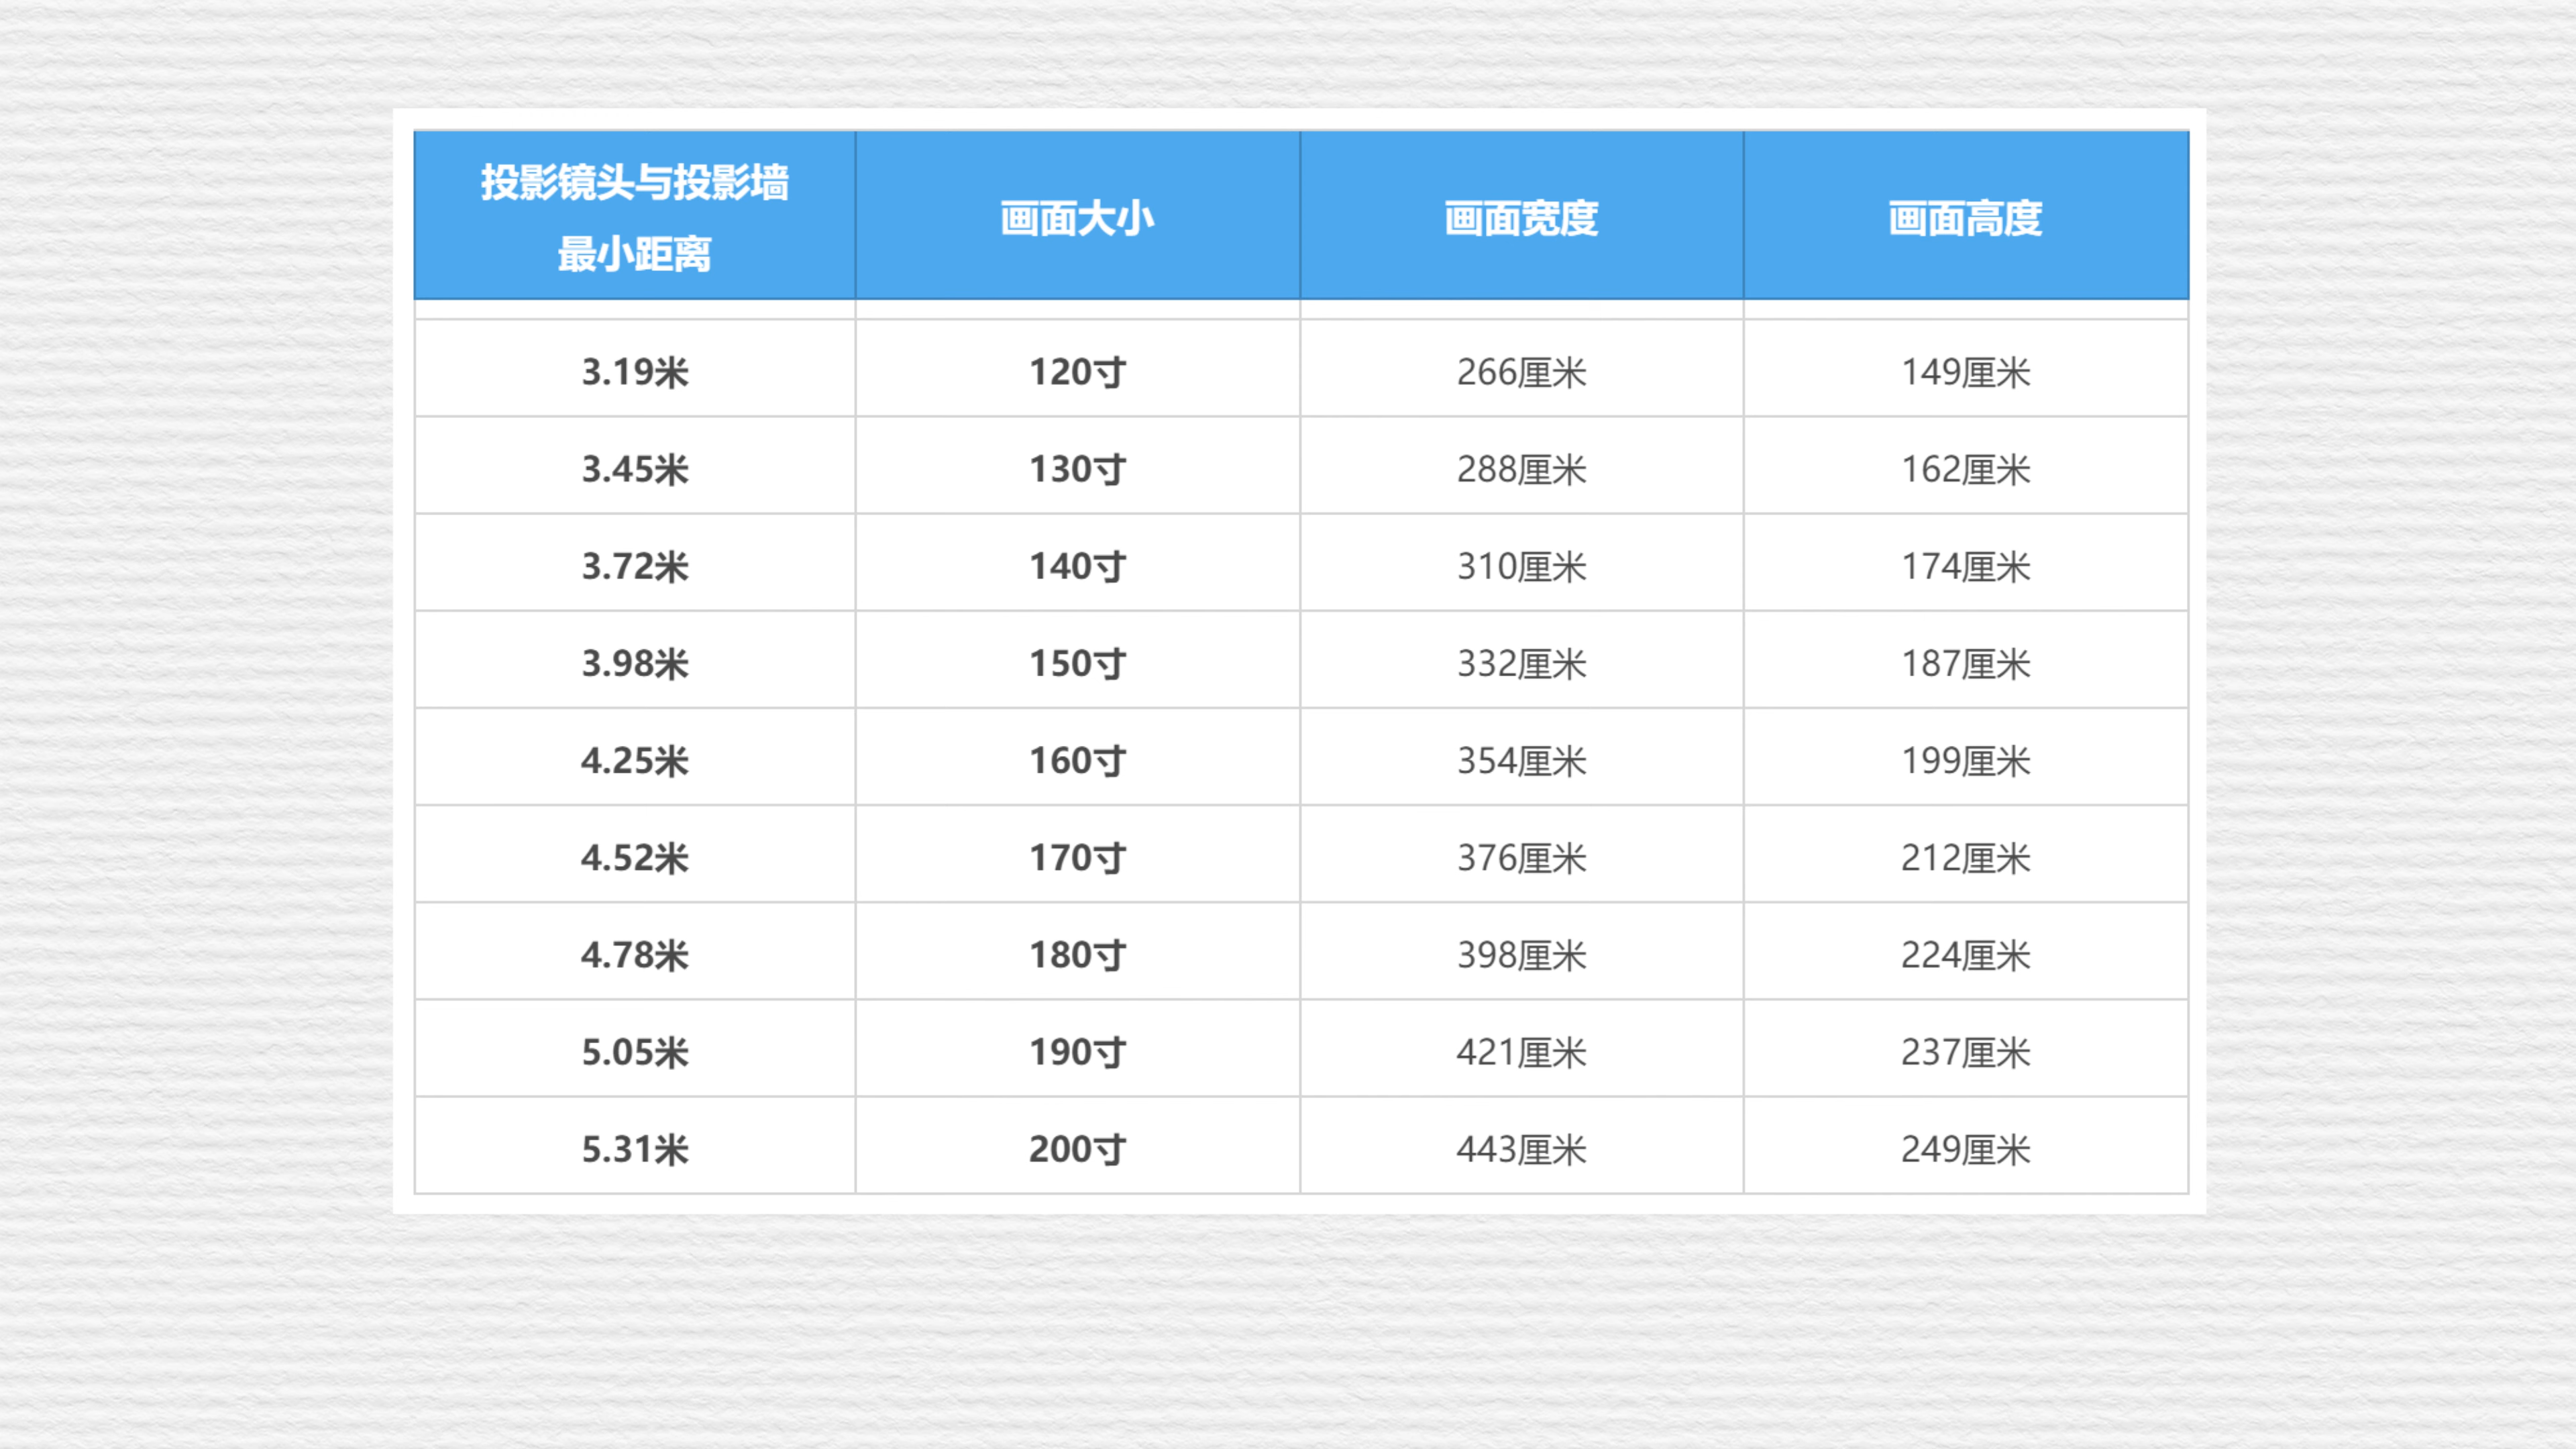 投影镜头与投影墙
最小距离
画面大小
画面宽度
画面高度
3.19米 120寸 266厘米 149厘米
3.45米 130寸 288厘米 162厘米
3.72米 140寸 310厘米 174厘米
3.98米 150寸 332厘米 187厘米
4.25米 160寸 354厘米 199厘米
4.52米 170寸 376厘米 212厘米
4.78米 180寸 398厘米 224厘米
5.05米 190寸 421厘米 237厘米
5.31米 200寸 443厘米 249厘米